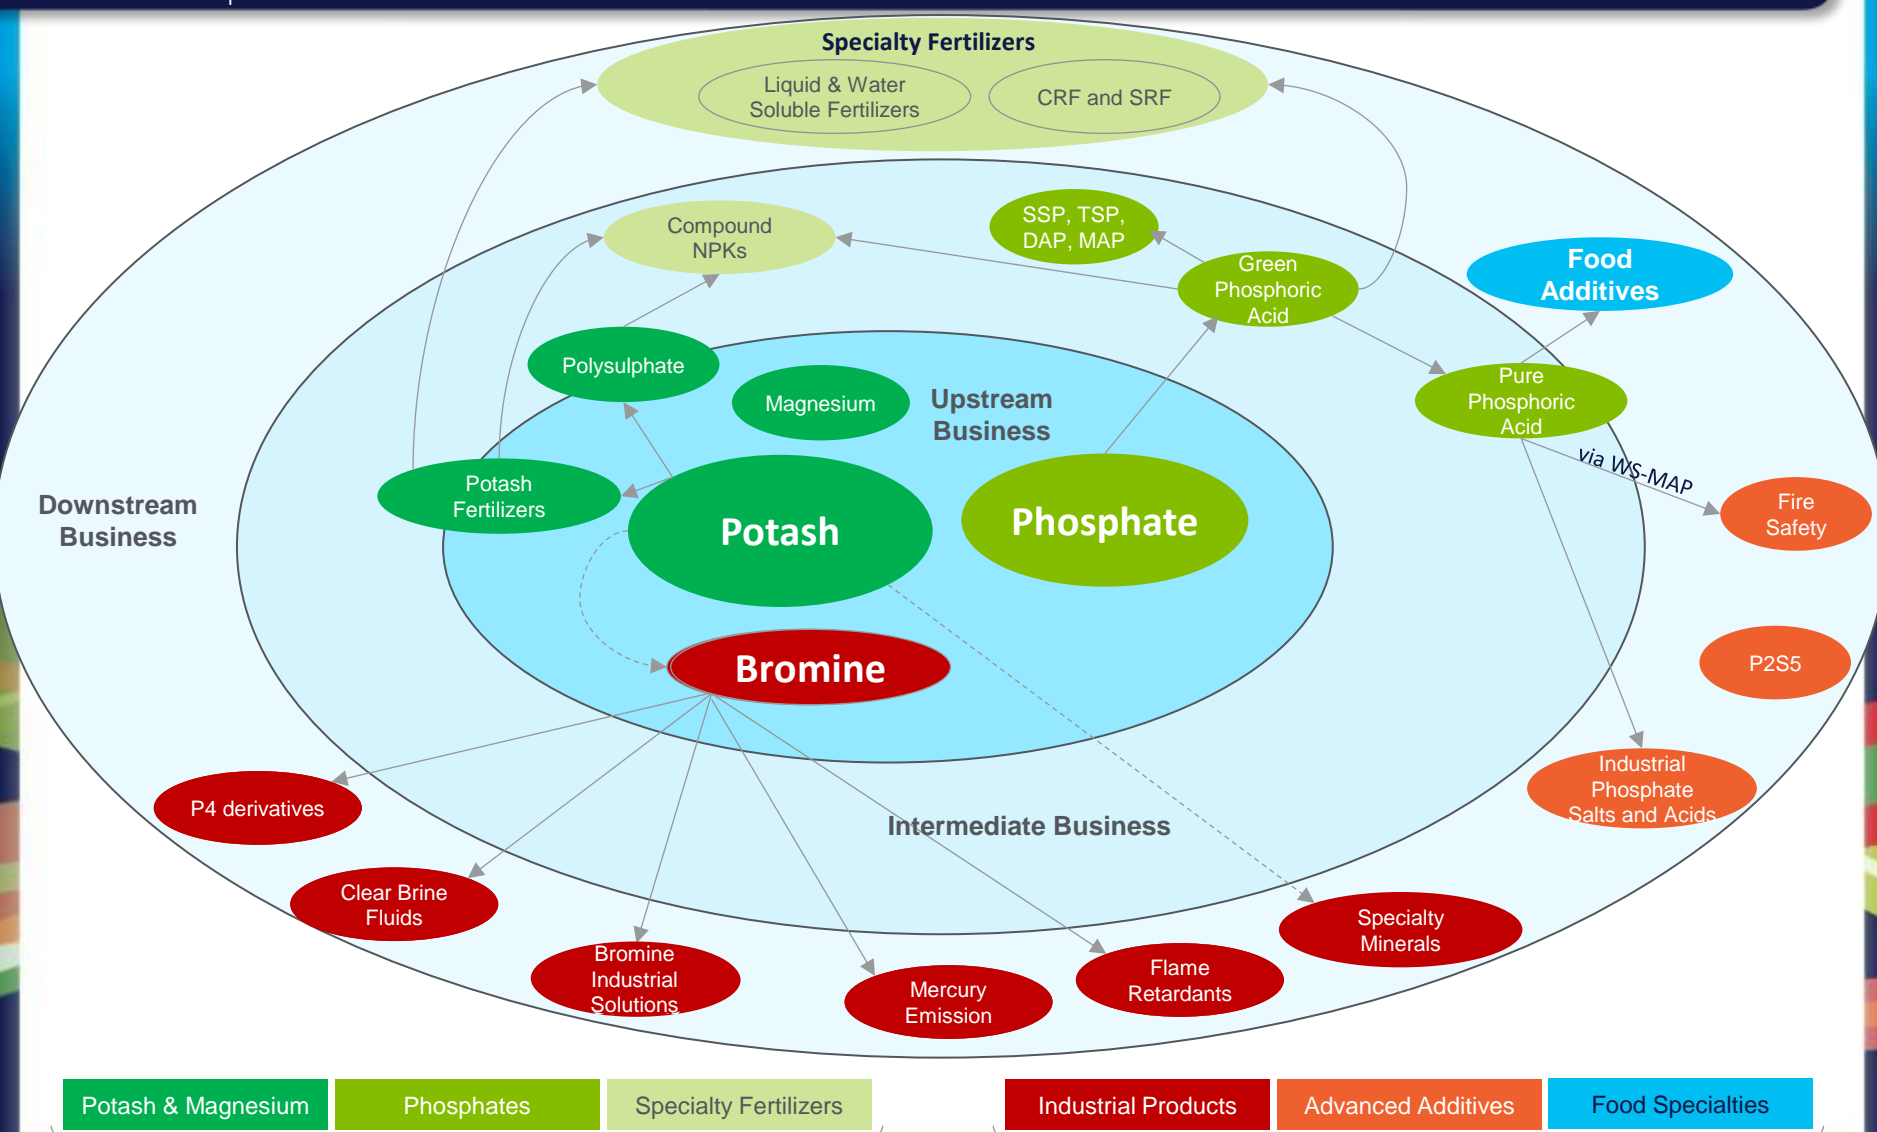 Specialty Fertilizers
Liquid & Water
Soluble Fertilizers
CRF and SRF
SSP, TSP,
DAP, MAP
Compound
NPKs
Green
Phosphoric
Acid
Food
Additives
Polysulphate
Magnesium
Upstream
Business
Pure
Phosphoric
Acid
via WS-MAP
Potash
Fertilizers
Downstream
Business
Potash
Phosphate
Fire
Safety
Bromine
P2S5
P4 derivatives
Industrial
Phosphate
Salts and Acids
Intermediate Business
Clear Brine
Fluids
Specialty
Minerals
Bromine
Industrial
Solutions
Mercury
Emission
Flame
Retardants
Potash & Magnesium
Phosphates
Specialty Fertilizers
Industrial Products
Advanced Additives
Food Specialties